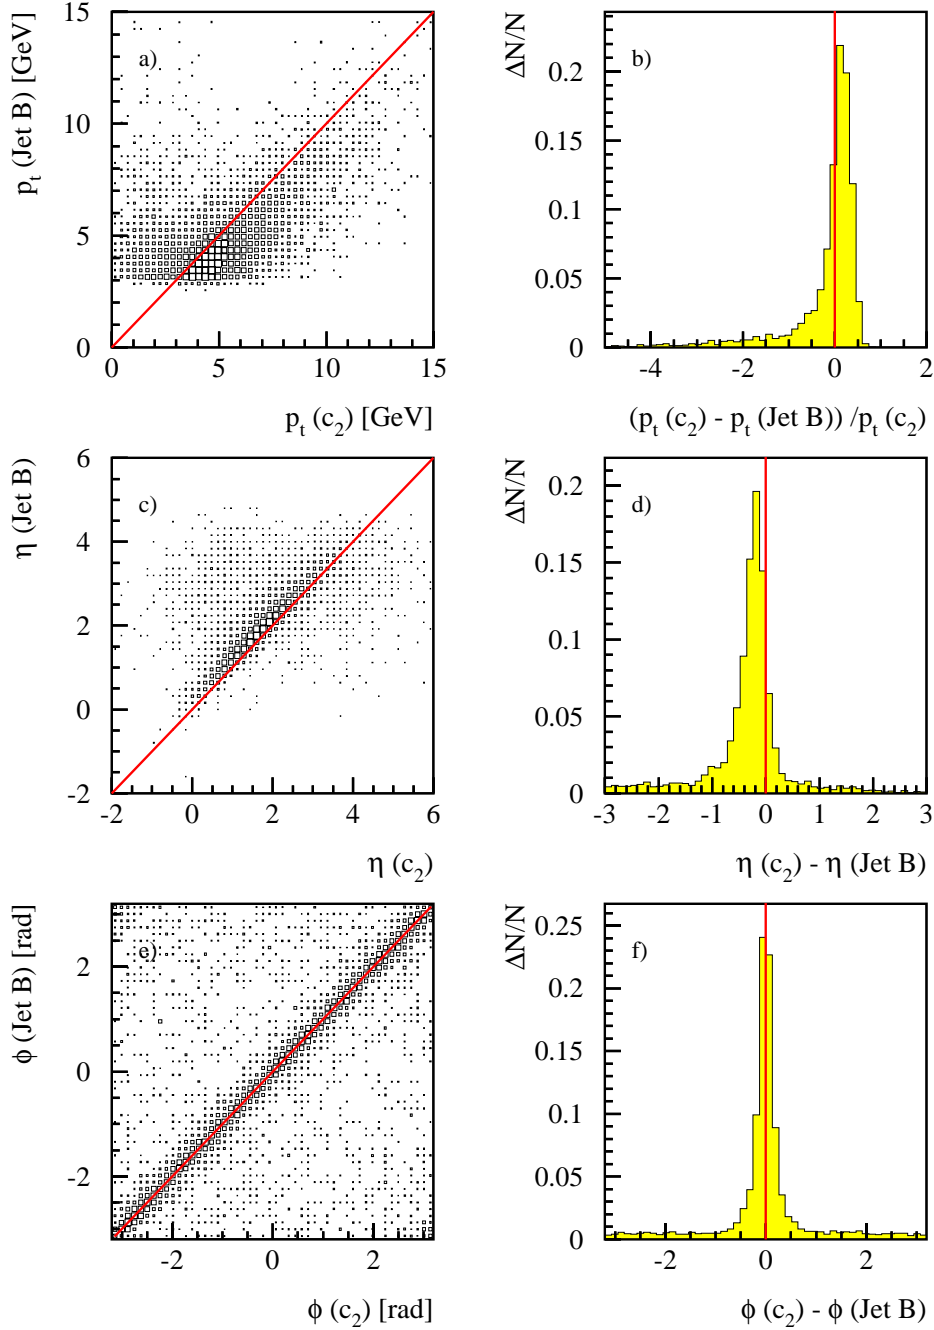 p_t (Jet B) [GeV]
a)
15
10
5
0
0 5 10 15
p_t (c_2) [GeV]
ΔN/N
b)
0.2
0.15
0.1
0.05
0
-4 -2 0 2
(p_t (c_2) - p_t (Jet B)) /p_t (c_2)
η (Jet B)
c)
6
4
2
0
-2
-2 0 2 4 6
η (c_2)
ΔN/N
d)
0.2
0.15
0.1
0.05
0
-3 -2 -1 0 1 2 3
η (c_2) - η (Jet B)
ϕ (Jet B) [rad]
e)
2
0
-2
-2 0 2
ϕ (c_2) [rad]
ΔN/N
f)
0.25
0.2
0.15
0.1
0.05
0
-2 0 2
ϕ (c_2) - ϕ (Jet B)